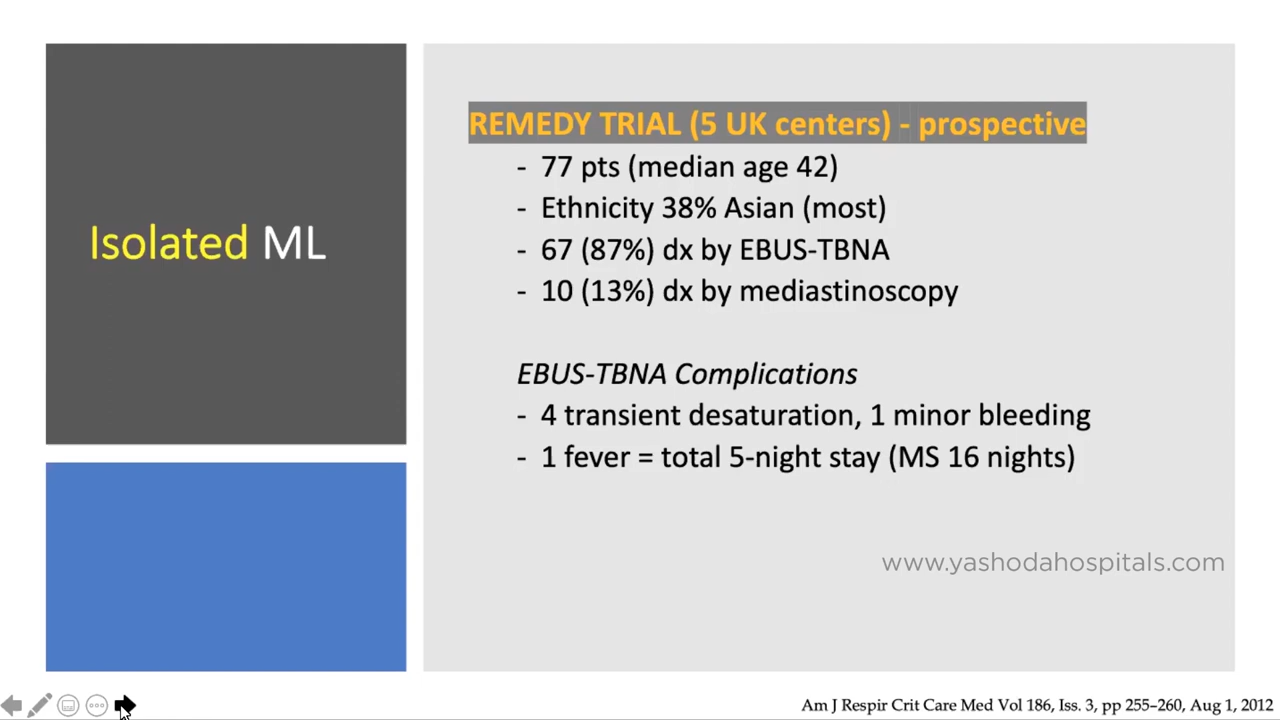 Isolated ML
REMEDY TRIAL (5 UK centers) - prospective
- 77 pts (median age 42)
- Ethnicity 38% Asian (most)
- 67 (87%) dx by EBUS-TBNA
- 10 (13%) dx by mediastinoscopy
EBUS-TBNA Complications
- 4 transient desaturation, 1 minor bleeding
- 1 fever = total 5-night stay (MS 16 nights)
www.yashodahospitals.com
Am J Respir Crit Care Med Vol 186, Iss. 3, pp 255–260, Aug 1, 2012